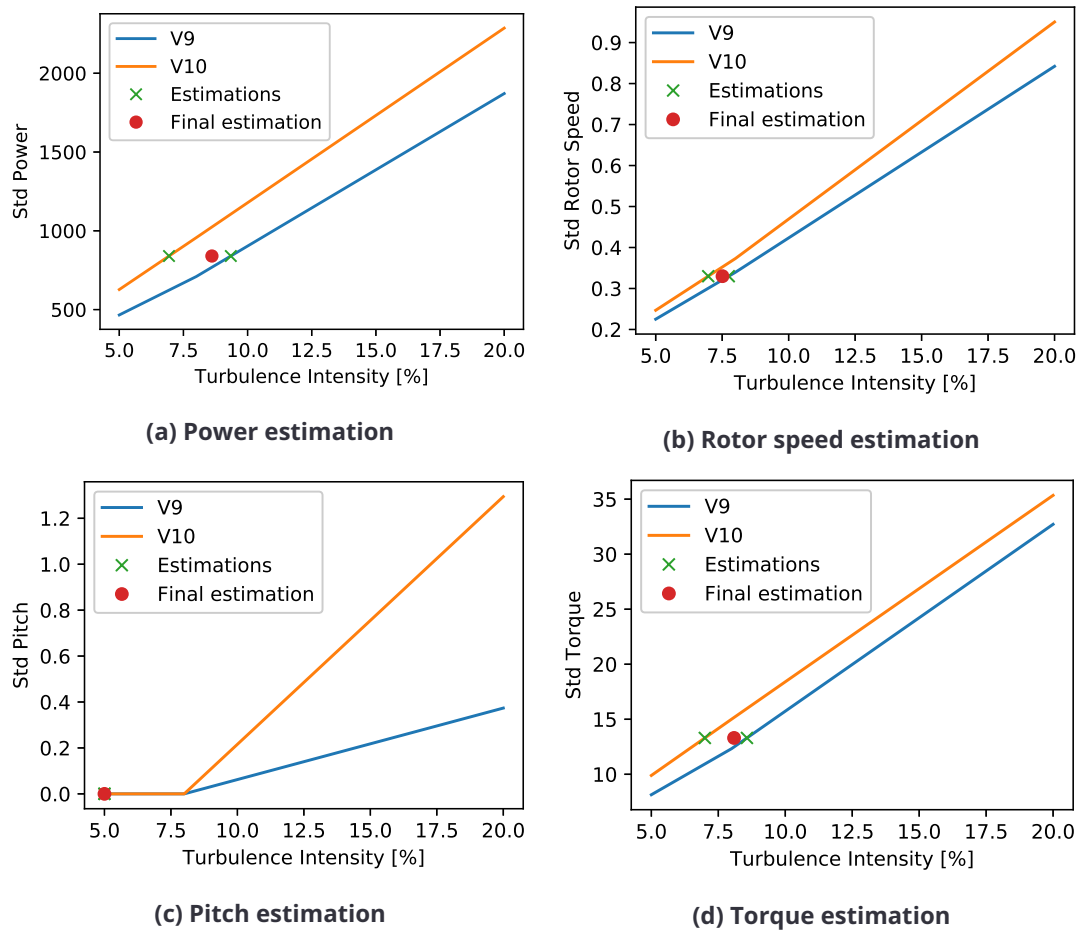 V9
V10
Estimations
Final estimation
2000
1500
1000
500
Std Power
5.0 7.5 10.0 12.5 15.0 17.5 20.0
Turbulence Intensity [%]
(a) Power estimation
V9
V10
Estimations
Final estimation
0.9
0.8
0.7
0.6
0.5
0.4
0.3
0.2
Std Rotor Speed
5.0 7.5 10.0 12.5 15.0 17.5 20.0
Turbulence Intensity [%]
(b) Rotor speed estimation
V9
V10
Estimations
Final estimation
1.2
1.0
0.8
0.6
0.4
0.2
0.0
Std Pitch
5.0 7.5 10.0 12.5 15.0 17.5 20.0
Turbulence Intensity [%]
(c) Pitch estimation
V9
V10
Estimations
Final estimation
35
30
25
20
15
10
Std Torque
5.0 7.5 10.0 12.5 15.0 17.5 20.0
Turbulence Intensity [%]
(d) Torque estimation